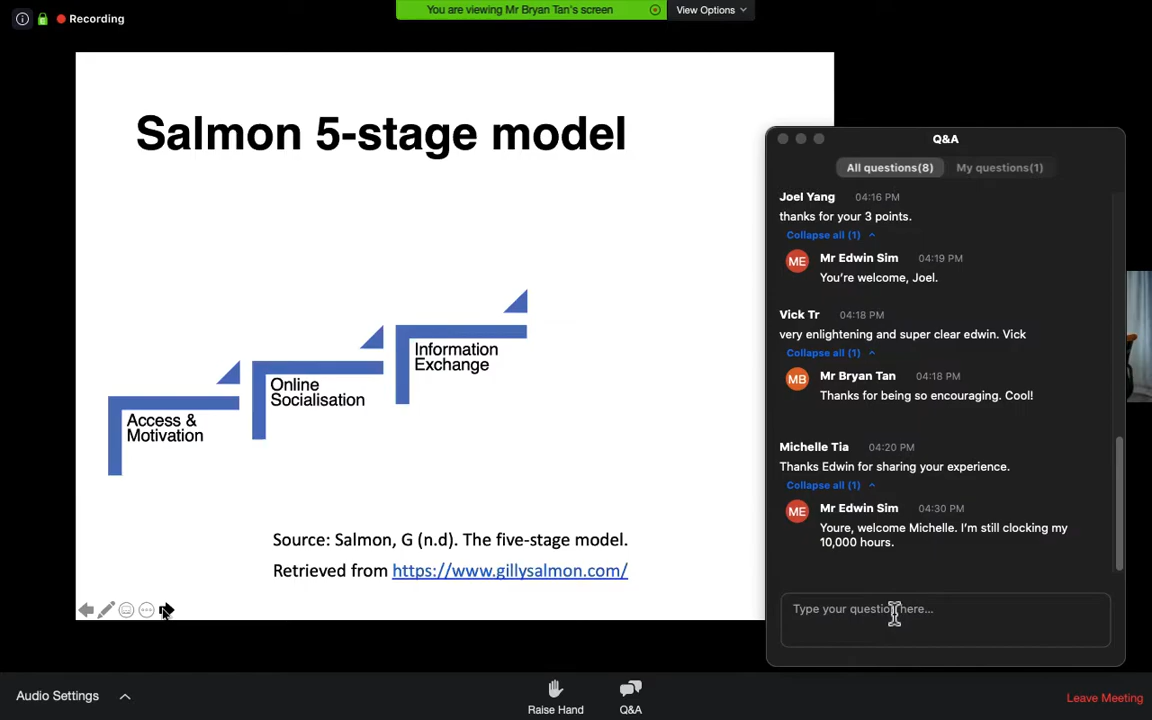 Recording
You are viewing Mr Bryan Tan's screen
View Options
Salmon 5-stage model
Access &
Motivation
Online
Socialisation
Information
Exchange
Source: Salmon, G (n.d). The five-stage model.
Retrieved from https://www.gillysalmon.com/
Q&A
All questions(8) My questions(1)
Joel Yang 04:16 PM
thanks for your 3 points.
Collapse all (1)
ME Mr Edwin Sim 04:19 PM
You're welcome, Joel.
Vick Tr 04:18 PM
very enlightening and super clear edwin. Vick
Collapse all (1)
MB Mr Bryan Tan 04:18 PM
Thanks for being so encouraging. Cool!
Michelle Tia 04:20 PM
Thanks Edwin for sharing your experience.
Collapse all (1)
ME Mr Edwin Sim 04:30 PM
Youre, welcome Michelle. I'm still clocking my
10,000 hours.
Type your question here...
Audio Settings
Raise Hand
Q&A
Leave Meeting